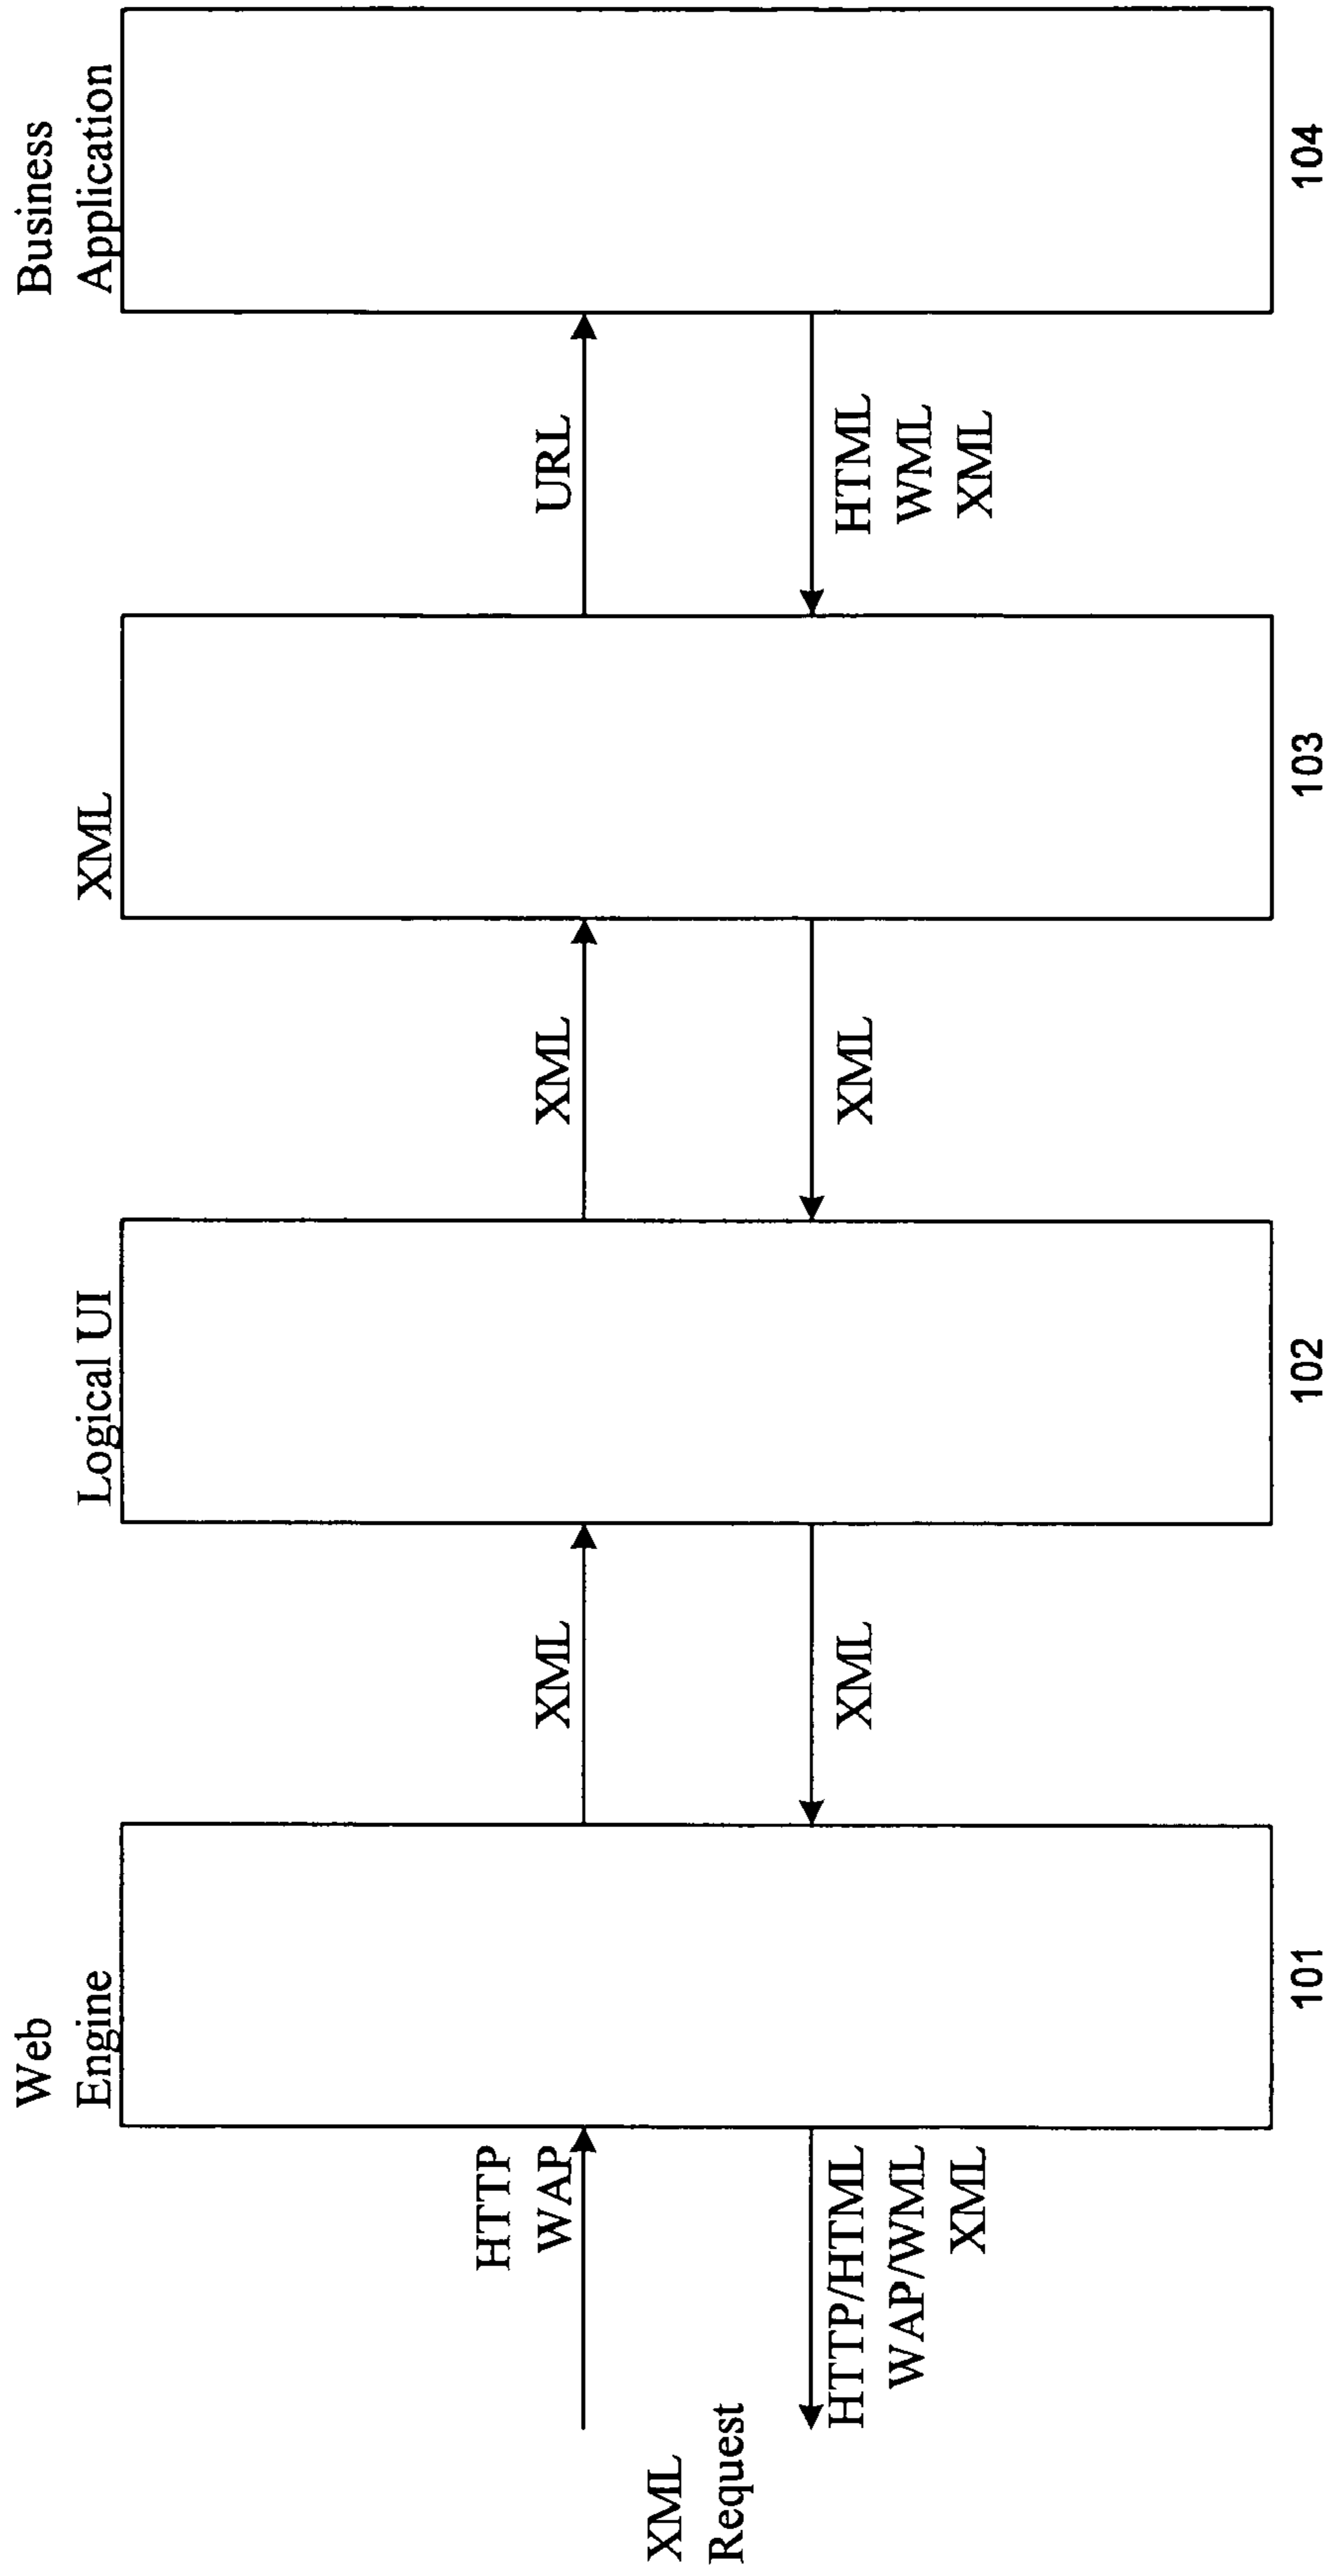 Web
Engine
Logical UI
XML
Business
Application
HTTP
WAP
XML
XML
URL
XML
Request
HTTP/HTML
WAP/WML
XML
XML
XML
HTML
WML
XML
101
102
103
104